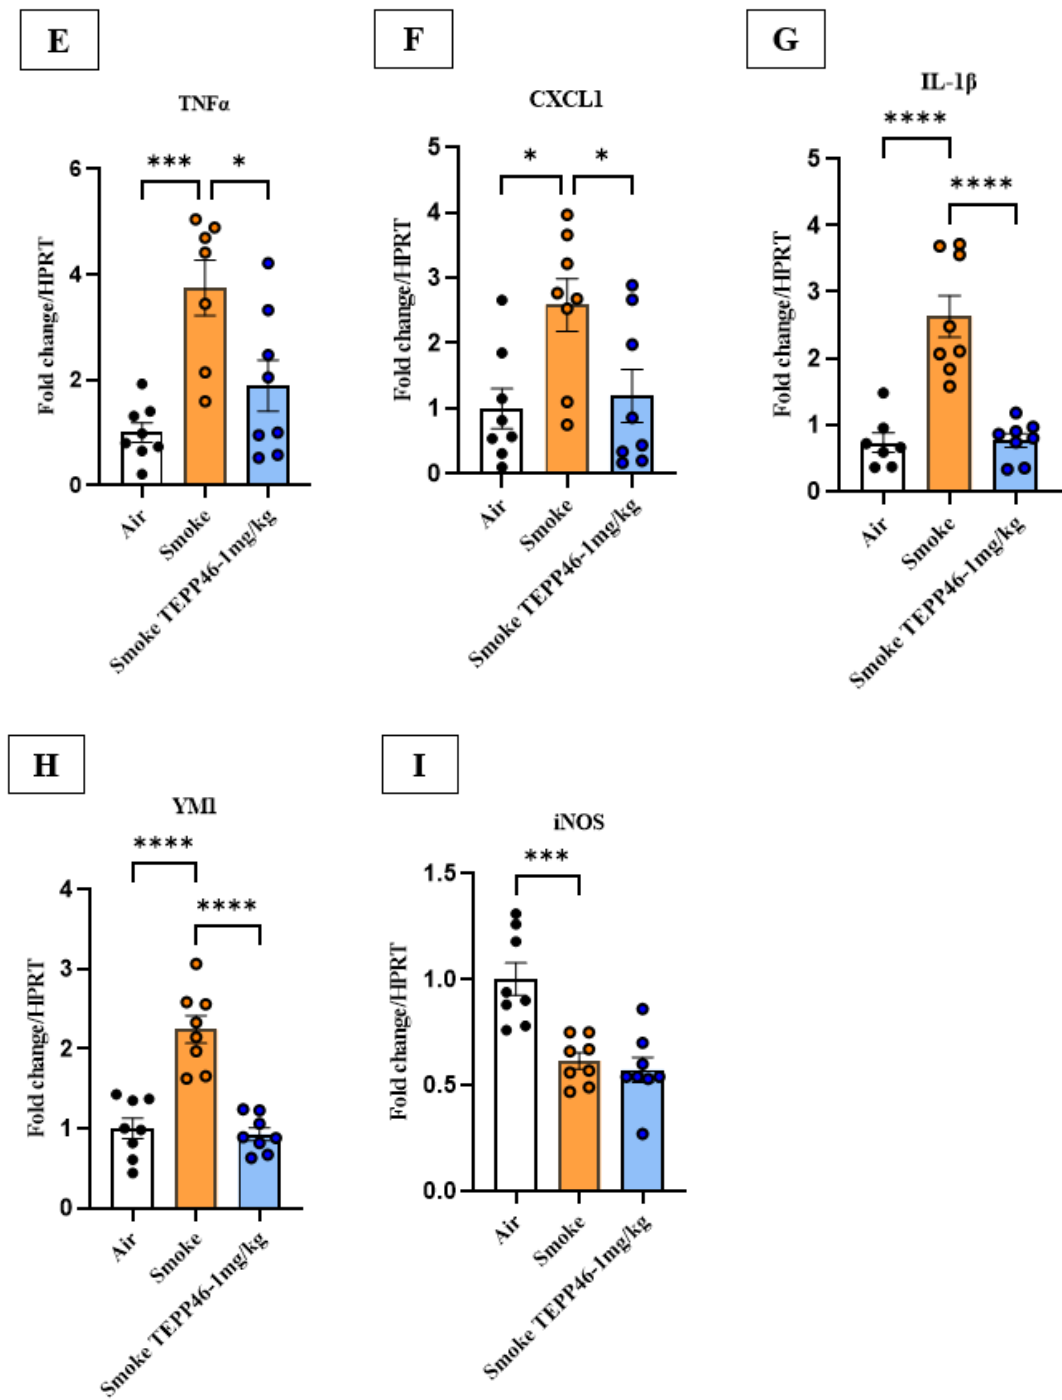 E
F
G
TNFα
CXCL1
IL-1β
***
*
*
*
****
****
Fold change/HPRT
6
4
2
0
Air
Smoke
Smoke TEPP46-1mg/kg
Fold change/HPRT
5
4
3
2
1
0
Air
Smoke
Smoke TEPP46-1mg/kg
Fold change/HPRT
5
4
3
2
1
0
Air
Smoke
Smoke TEPP46-1mg/kg
H
I
YM1
iNOS
****
****
***
Fold change/HPRT
4
3
2
1
0
Air
Smoke
Smoke TEPP46-1mg/kg
Fold change/HPRT
1.5
1.0
0.5
0.0
Air
Smoke
Smoke TEPP46-1mg/kg